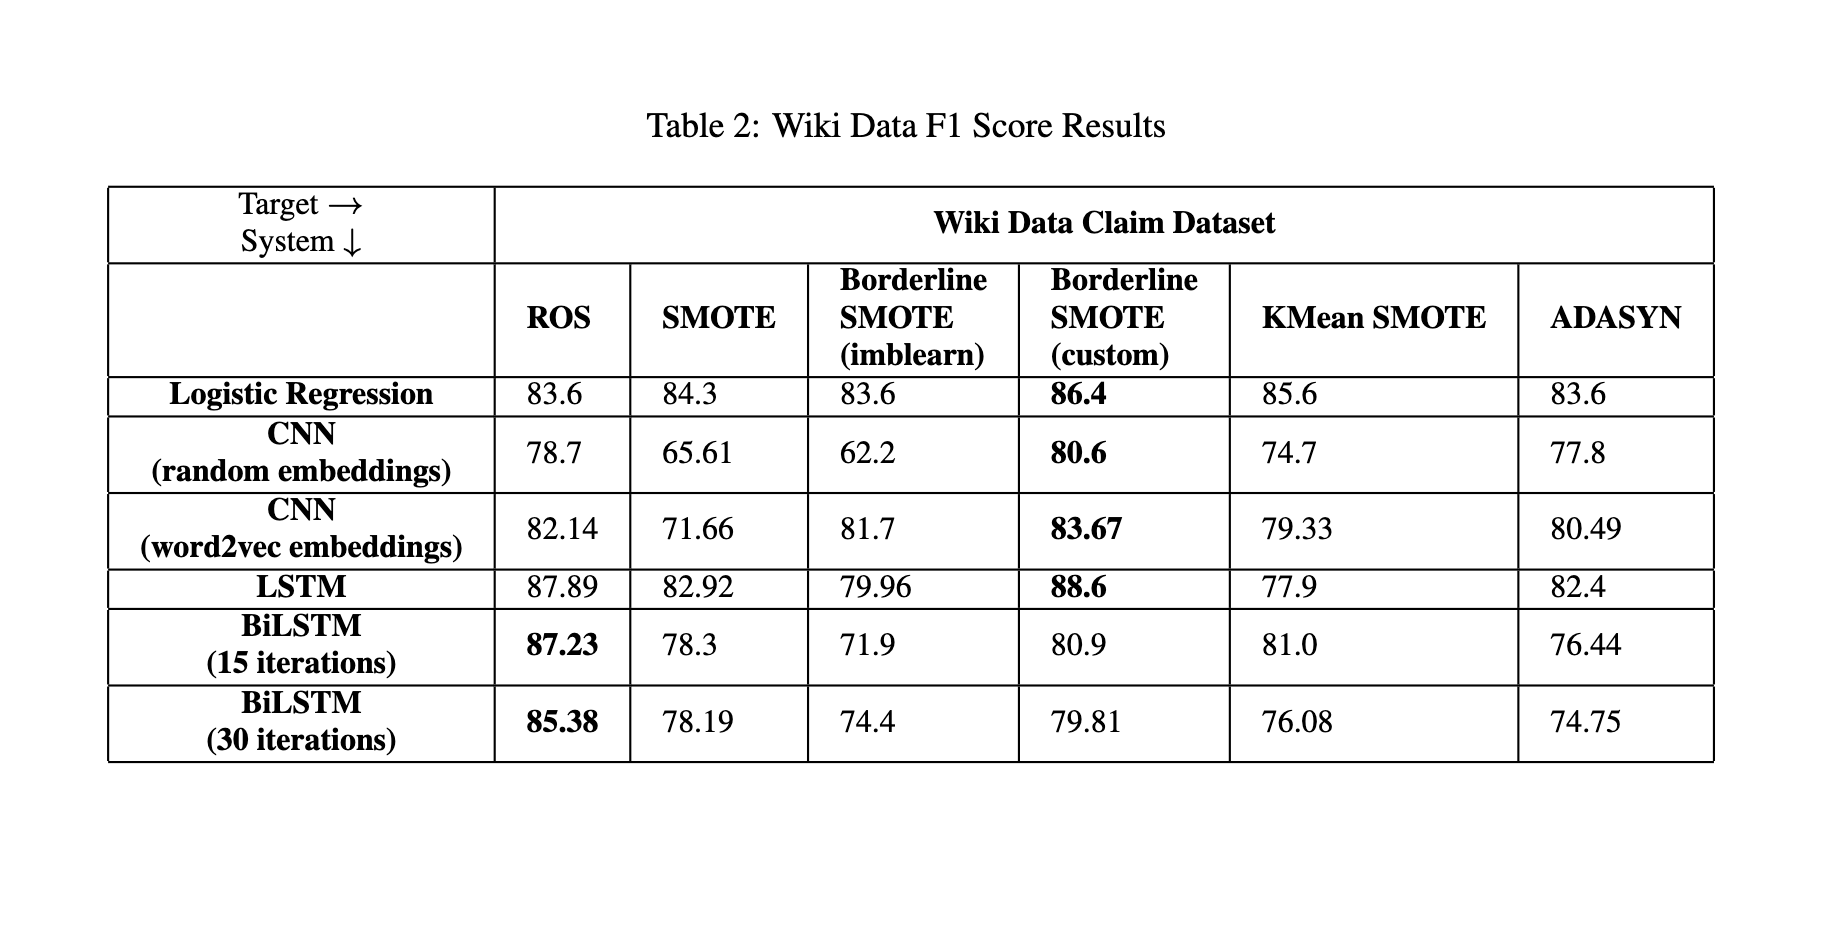 Table 2: Wiki Data F1 Score Results
Target →
System ↓
Wiki Data Claim Dataset
ROS
SMOTE
Borderline
SMOTE
(imblearn)
Borderline
SMOTE
(custom)
KMean SMOTE
ADASYN
Logistic Regression
83.6
84.3
83.6
86.4
85.6
83.6
CNN
(random embeddings)
78.7
65.61
62.2
80.6
74.7
77.8
CNN
(word2vec embeddings)
82.14
71.66
81.7
83.67
79.33
80.49
LSTM
87.89
82.92
79.96
88.6
77.9
82.4
BiLSTM
(15 iterations)
87.23
78.3
71.9
80.9
81.0
76.44
BiLSTM
(30 iterations)
85.38
78.19
74.4
79.81
76.08
74.75